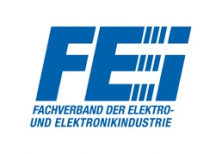 FEEI
FACHVERBAND DER ELEKTRO-
UND ELEKTRONIKINDUSTRIE